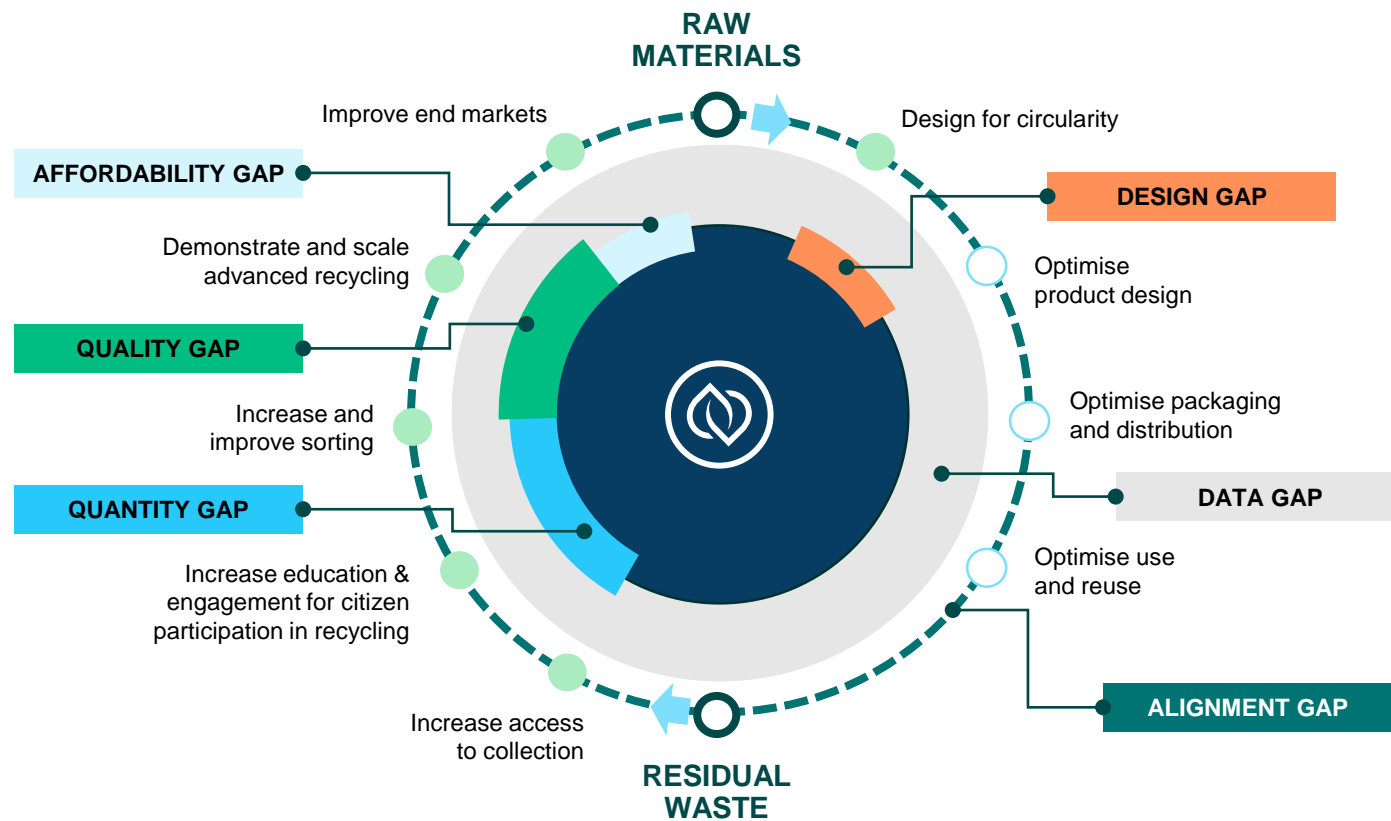 RAW
MATERIALS
Improve end markets
Design for circularity
AFFORDABILITY GAP
DESIGN GAP
Demonstrate and scale
advanced recycling
Optimise
product design
QUALITY GAP
Increase and
improve sorting
Optimise packaging
and distribution
QUANTITY GAP
DATA GAP
Increase education &
engagement for citizen
participation in recycling
Optimise use
and reuse
Increase access
to collection
ALIGNMENT GAP
RESIDUAL
WASTE